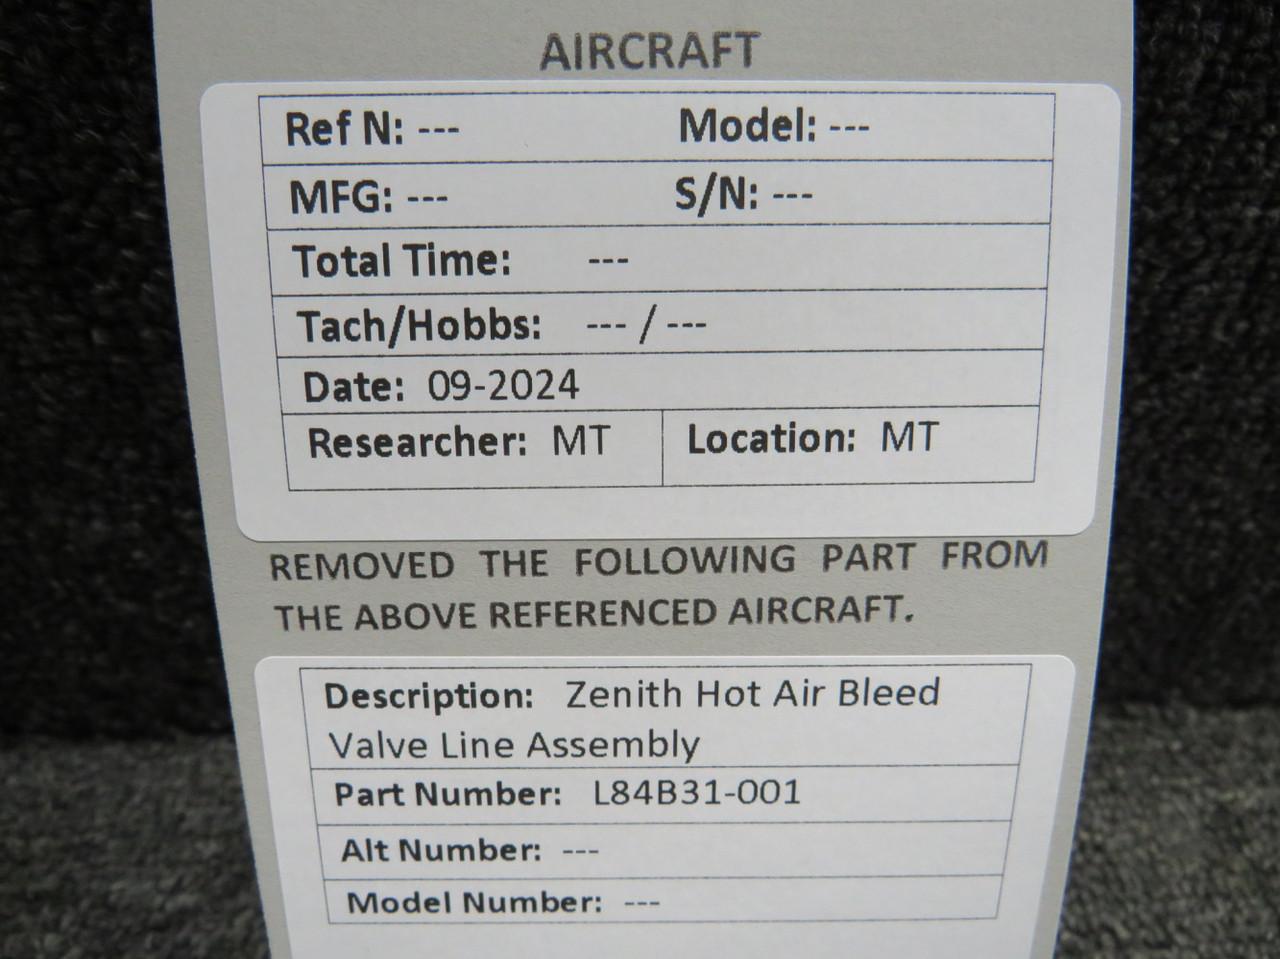 AIRCRAFT
Ref N: --- Model: ---
MFG: --- S/N: ---
Total Time: ---
Tach/Hobbs: --- / ---
Date: 09-2024
Researcher: MT Location: MT
REMOVED THE FOLLOWING PART FROM
THE ABOVE REFERENCED AIRCRAFT.
Description: Zenith Hot Air Bleed
Valve Line Assembly
Part Number: L84B31-001
Alt Number: ---
Model Number: ---